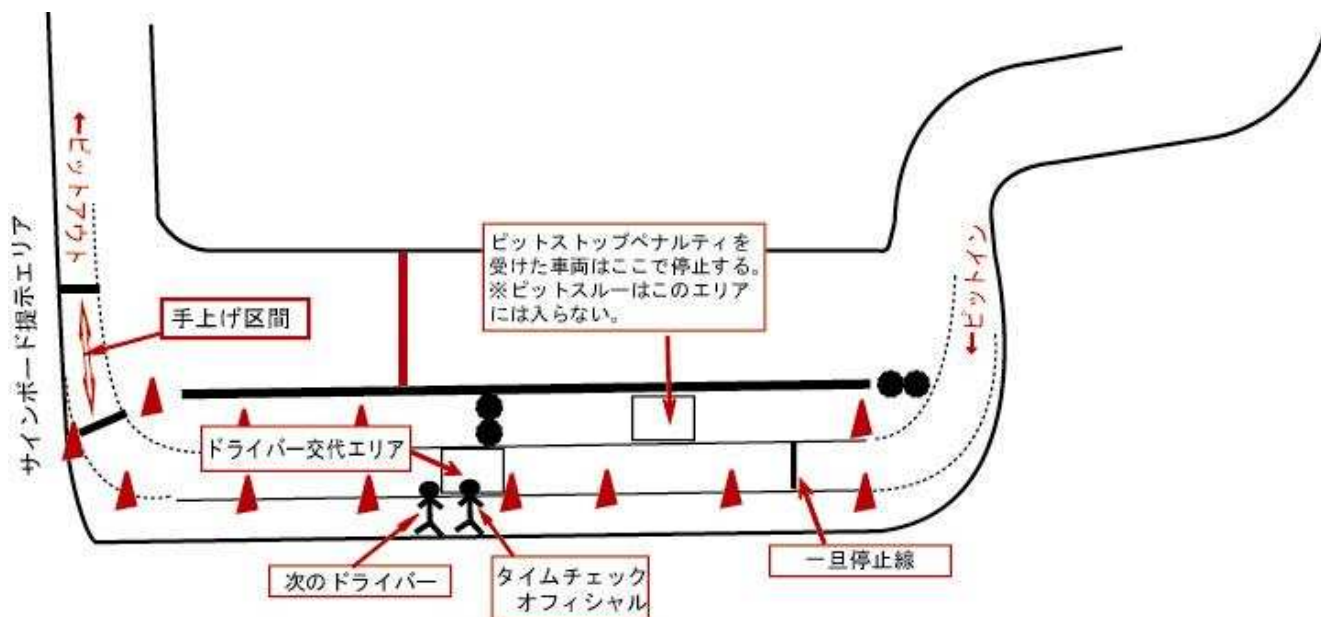 ←ピットアウト
サインボード提示エリア
手上げ区間
ピットストップペナルティを
受けた車両はここで停止する。
※ピットスルーはこのエリア
には入らない。
←ピットイン
ドライバー交代エリア
次のドライバー
タイムチェック
オフィシャル
一旦停止線